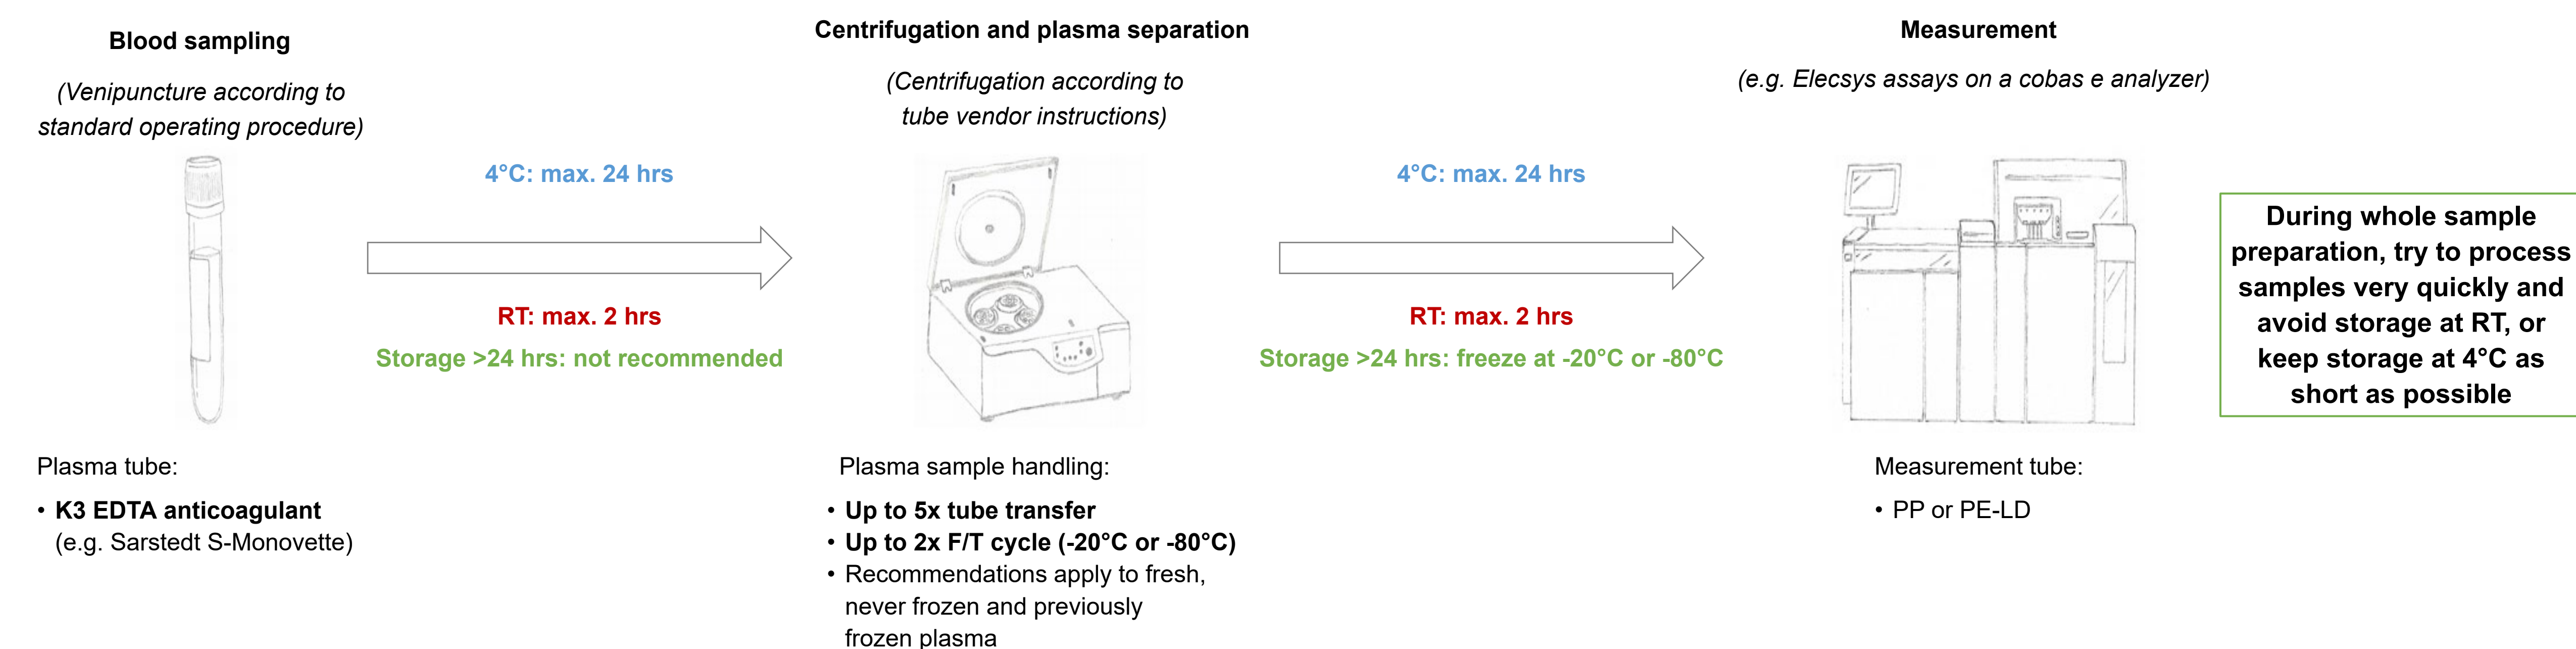 Blood sampling
(Venipuncture according to
standard operating procedure)
4°C: max. 24 hrs
RT: max. 2 hrs
Storage >24 hrs: not recommended
Plasma tube:
• K3 EDTA anticoagulant
(e.g. Sarstedt S-Monovette)
Centrifugation and plasma separation
(Centrifugation according to
tube vendor instructions)
4°C: max. 24 hrs
RT: max. 2 hrs
Storage >24 hrs: freeze at -20°C or -80°C
Plasma sample handling:
• Up to 5x tube transfer
• Up to 2x F/T cycle (-20°C or -80°C)
• Recommendations apply to fresh,
never frozen and previously
frozen plasma
Measurement
(e.g. Elecsys assays on a cobas e analyzer)
Measurement tube:
• PP or PE-LD
During whole sample
preparation, try to process
samples very quickly and
avoid storage at RT, or
keep storage at 4°C as
short as possible